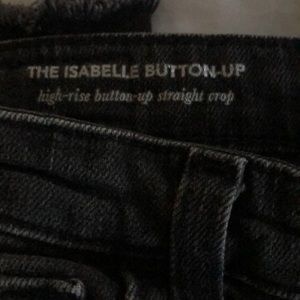 THE ISABELLE BUTTON-UP
high-rise button-up straight crop